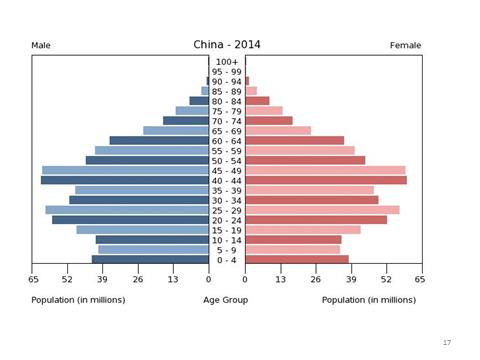 Male China - 2014 Female
100+
95 - 99
90 - 94
85 - 89
80 - 84
75 - 79
70 - 74
65 - 69
60 - 64
55 - 59
50 - 54
45 - 49
40 - 44
35 - 39
30 - 34
25 - 29
20 - 24
15 - 19
10 - 14
5 - 9
0 - 4
65 52 39 26 13 0 0 13 26 39 52 65
Population (in millions) Age Group Population (in millions)
17